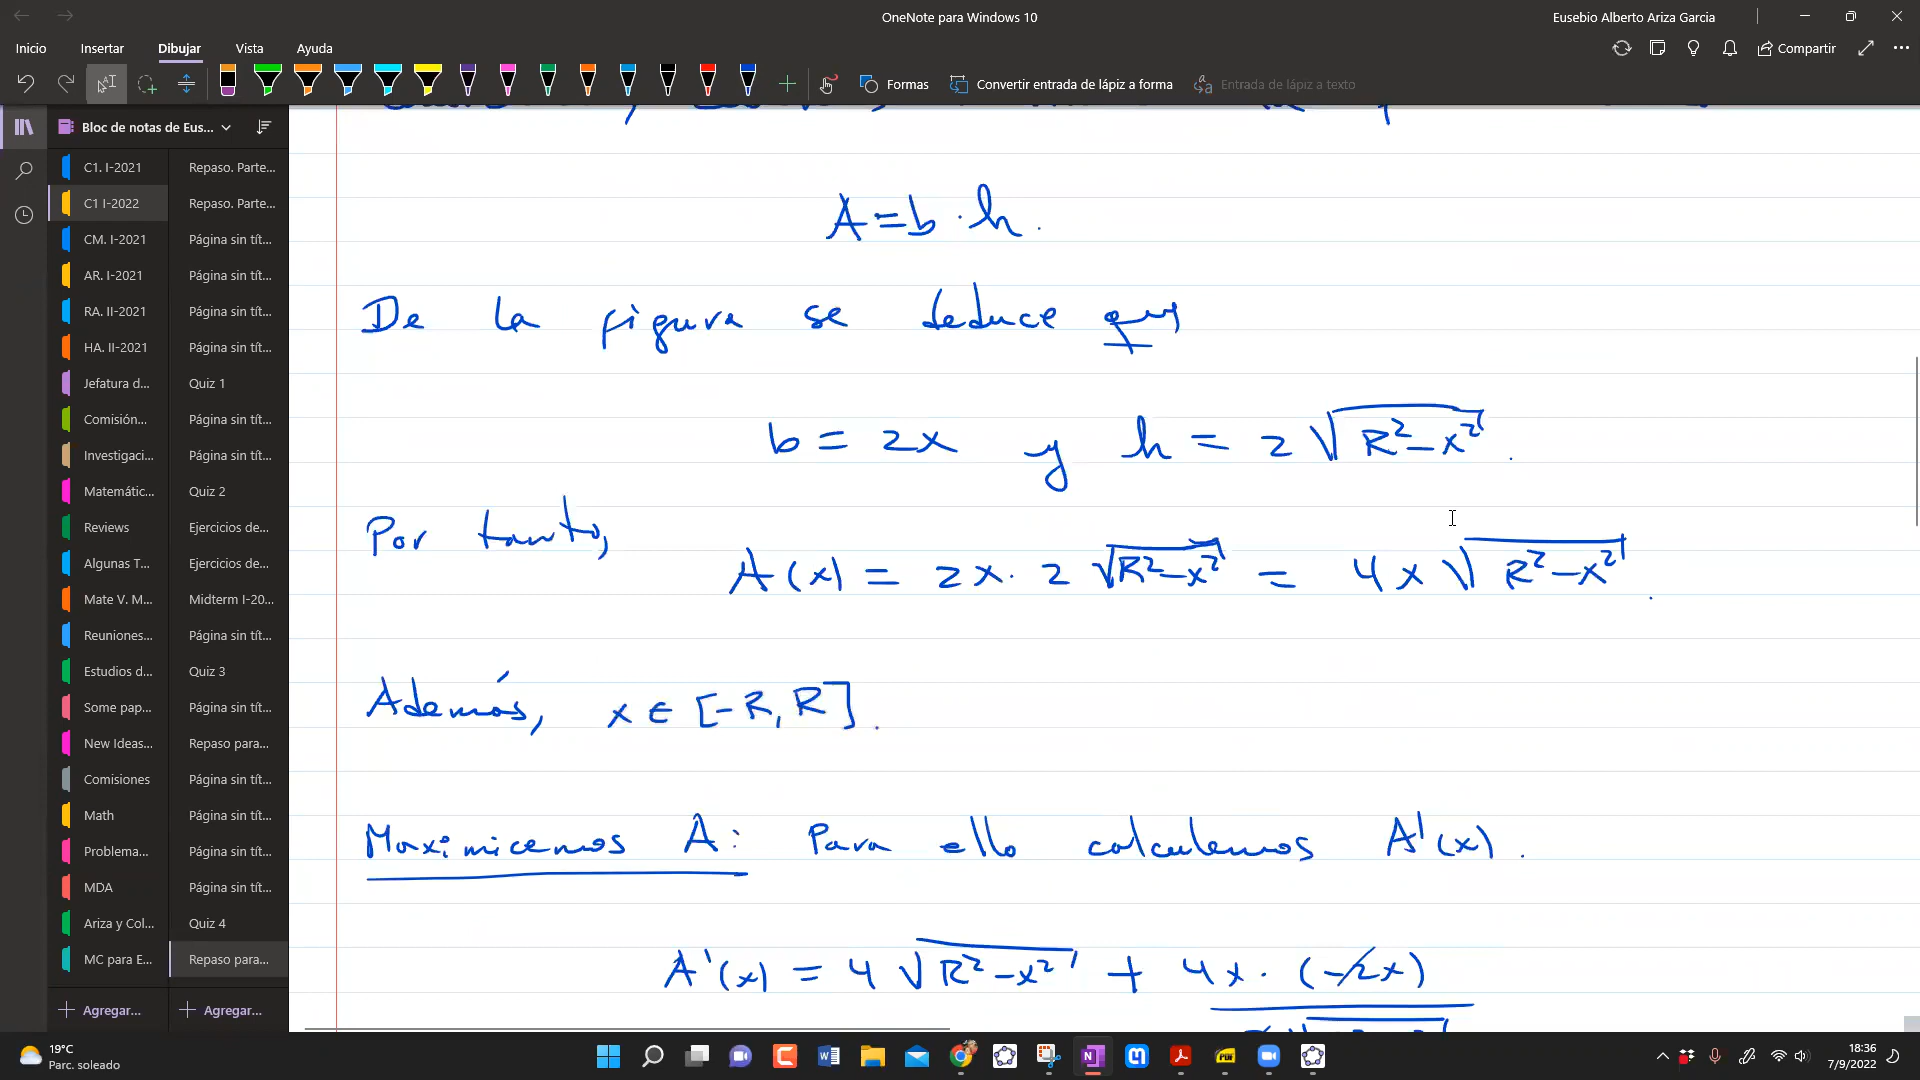 OneNote para Windows 10
Eusebio Alberto Ariza Garcia
Inicio Insertar Dibujar Vista Ayuda
Compartir
Formas Convertir entrada de lápiz a forma Entrada de lápiz a texto
Bloc de notas de Eus...
C1. I-2021 Repaso. Parte...
C1 I-2022 Repaso. Parte...
CM. I-2021 Página sin tít...
AR. I-2021 Página sin tít...
RA. II-2021 Página sin tít...
HA. II-2021 Página sin tít...
Jefatura d... Quiz 1
Comisión... Página sin tít...
Investigaci... Página sin tít...
Matemátic... Quiz 2
Reviews Ejercicios de...
Algunas T... Ejercicios de...
Mate V. M... Midterm I-20...
Reuniones... Página sin tít...
Estudios d... Quiz 3
Some pap... Página sin tít...
New Ideas... Repaso para...
Comisiones Página sin tít...
Math Página sin tít...
Problema... Página sin tít...
MDA Página sin tít...
Ariza y Col... Quiz 4
MC para E... Repaso para...
Agregar... Agregar...
A = b · h.
De la figura se deduce que
b = 2x y h = 2 √(R² - x²).
Por tanto,
A(x) = 2x · 2 √(R² - x²) = 4x √(R² - x²).
Además, x ∈ [-R, R].
Maximicemos A: Para ello calculemos A'(x).
A'(x) = 4 √(R² - x²) + 4x · (-2x)
19°C
Parc. soleado
18:36
7/9/2022